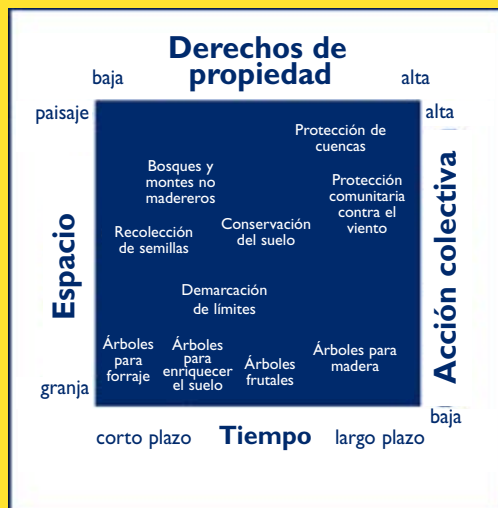 Derechos de
propiedad
baja
alta
paisaje
alta
Protección de
cuencas
Bosques y
montes no
madereros
Protección
comunitaria
contra el
viento
Recolección
de semillas
Conservación
del suelo
Espacio
Acción colectiva
Demarcación
de límites
Árboles
para
forraje
Árboles
para
enriquecer
el suelo
Árboles
frutales
Árboles para
madera
granja
baja
corto plazo
Tiempo
largo plazo